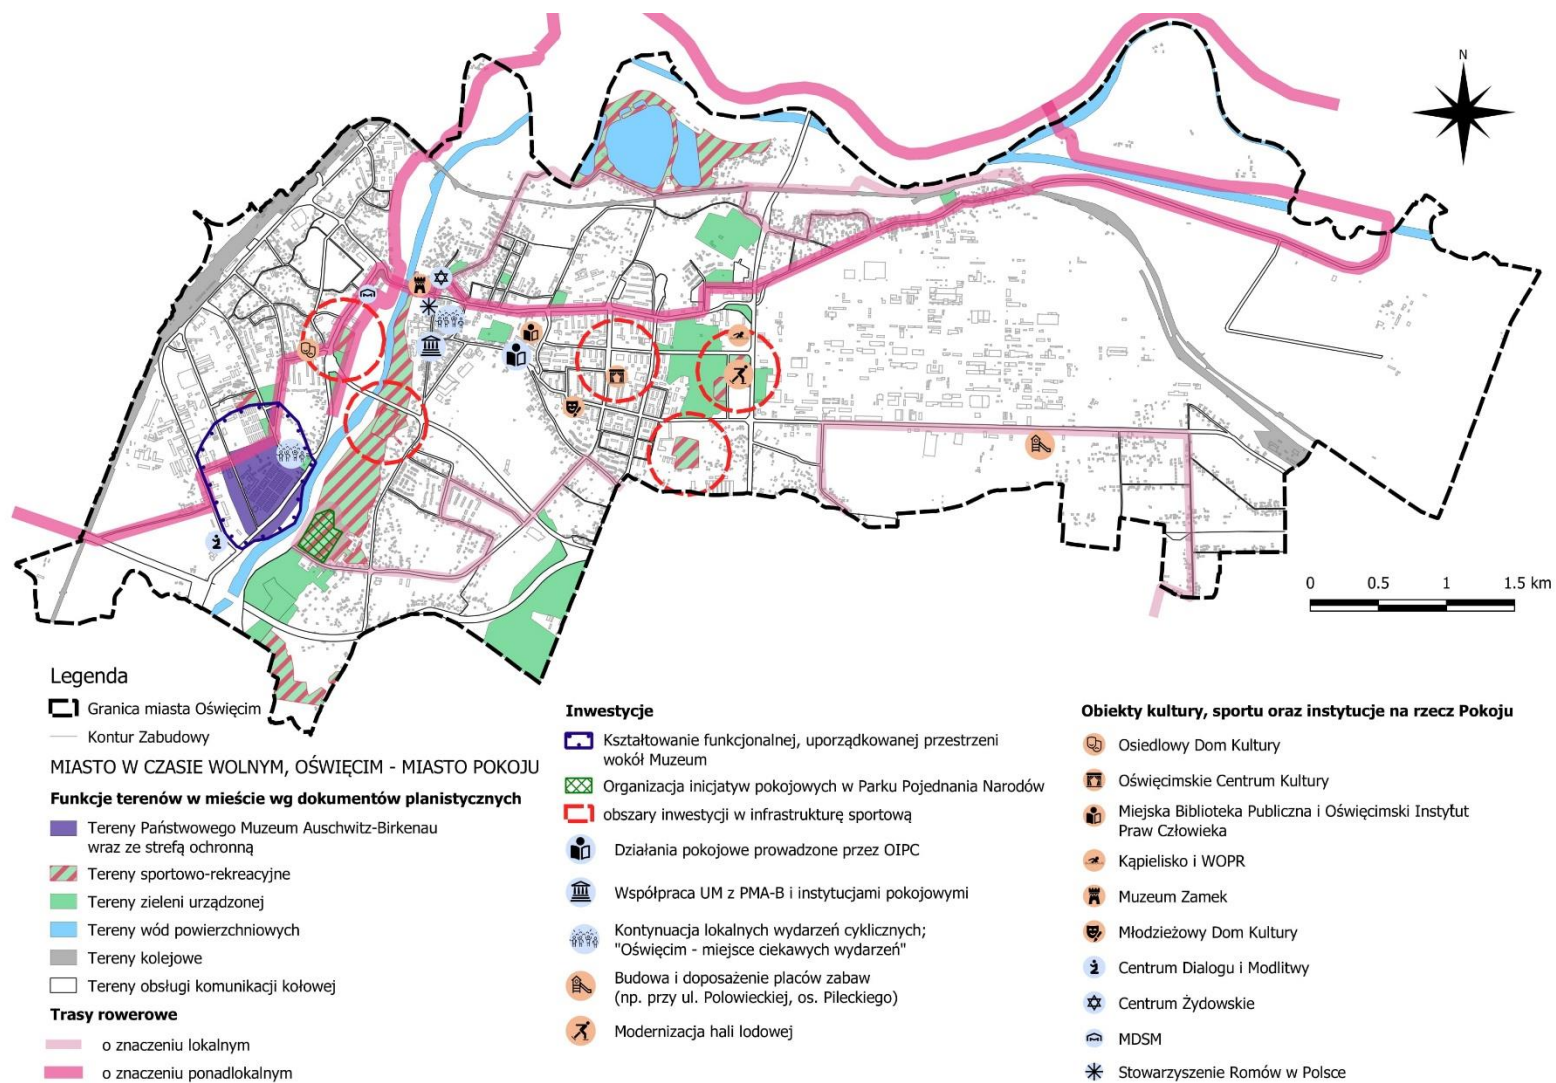 N
0 0.5 1 1.5 km
Legenda
Granica miasta Oświęcim
Kontur Zabudowy
MIASTO W CZASIE WOLNYM, OŚWIĘCIM - MIASTO POKOJU
Funkcje terenów w mieście wg dokumentów planistycznych
Tereny Państwowego Muzeum Auschwitz-Birkenau
wraz ze strefą ochronną
Tereny sportowo-rekreacyjne
Tereny zieleni urządzonej
Tereny wód powierzchniowych
Tereny kolejowe
Tereny obsługi komunikacji kołowej
Trasy rowerowe
o znaczeniu lokalnym
o znaczeniu ponadlokalnym
Inwestycje
Kształtowanie funkcjonalnej, uporządkowanej przestrzeni
wokół Muzeum
Organizacja inicjatyw pokojowych w Parku Pojednania Narodów
obszary inwestycji w infrastrukturę sportową
Działania pokojowe prowadzone przez OIPC
Współpraca UM z PMA-B i instytucjami pokojowymi
Kontynuacja lokalnych wydarzeń cyklicznych;
"Oświęcim - miejsce ciekawych wydarzeń"
Budowa i doposażenie placów zabaw
(np. przy ul. Polowieckiej, os. Pileckiego)
Modernizacja hali lodowej
Obiekty kultury, sportu oraz instytucje na rzecz Pokoju
Osiedlowy Dom Kultury
Oświęcimskie Centrum Kultury
Miejska Biblioteka Publiczna i Oświęcimski Instytut
Praw Człowieka
Kąpielisko i WOPR
Muzeum Zamek
Młodzieżowy Dom Kultury
Centrum Dialogu i Modlitwy
Centrum Żydowskie
MDSM
Stowarzyszenie Romów w Polsce